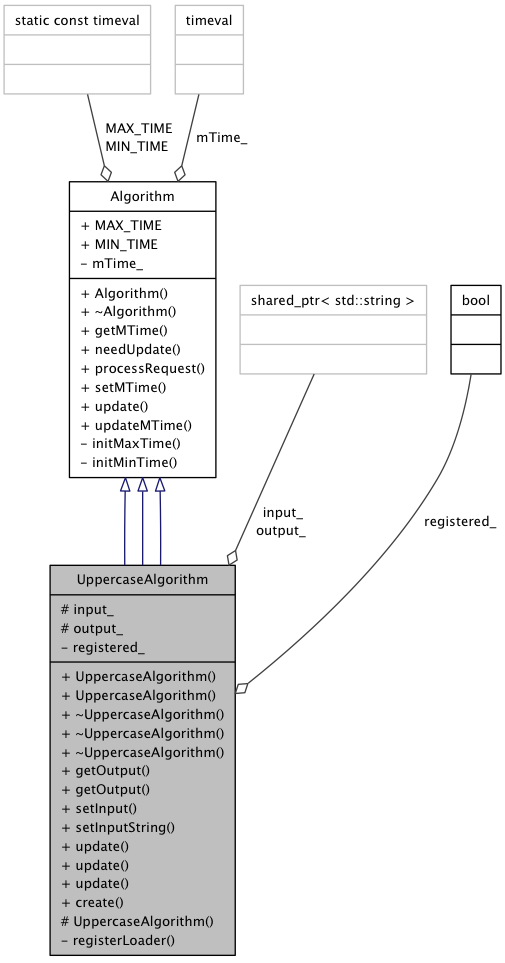 static const timeval
timeval
MAX_TIME
MIN_TIME
mTime_
Algorithm
+ MAX_TIME
+ MIN_TIME
- mTime_
+ Algorithm()
+ ~Algorithm()
+ getMTime()
+ needUpdate()
+ processRequest()
+ setMTime()
+ update()
+ updateMTime()
- initMaxTime()
- initMinTime()
shared_ptr< std::string >
bool
input_
output_
registered_
UppercaseAlgorithm
# input_
# output_
- registered_
+ UppercaseAlgorithm()
+ UppercaseAlgorithm()
+ ~UppercaseAlgorithm()
+ ~UppercaseAlgorithm()
+ ~UppercaseAlgorithm()
+ getOutput()
+ getOutput()
+ setInput()
+ setInputString()
+ update()
+ update()
+ update()
+ create()
# UppercaseAlgorithm()
- registerLoader()